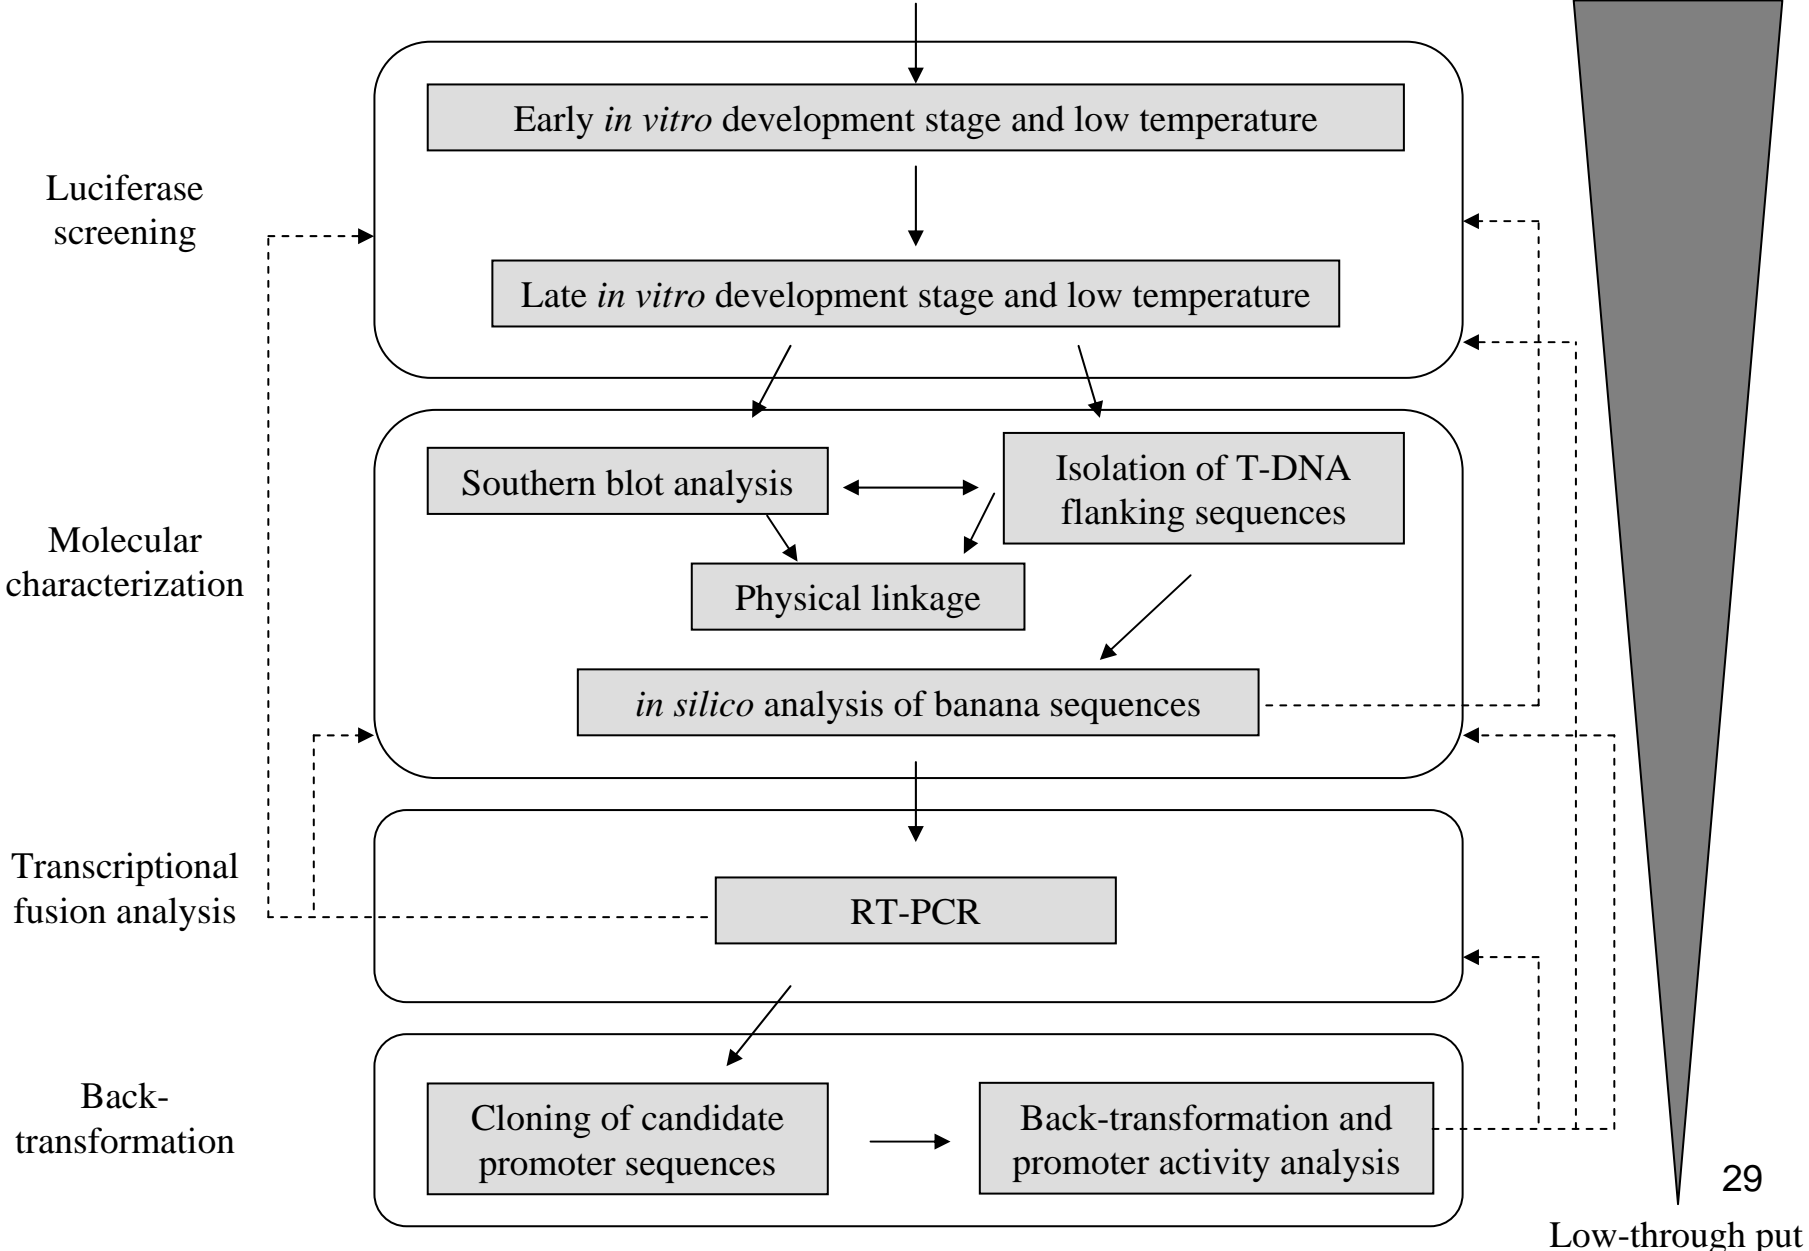 Early in vitro development stage and low temperature
Luciferase
screening
Late in vitro development stage and low temperature
Southern blot analysis
Isolation of T-DNA
flanking sequences
Molecular
characterization
Physical linkage
in silico analysis of banana sequences
Transcriptional
fusion analysis
RT-PCR
Back-
transformation
Cloning of candidate
promoter sequences
Back-transformation and
promoter activity analysis
29
Low-through put